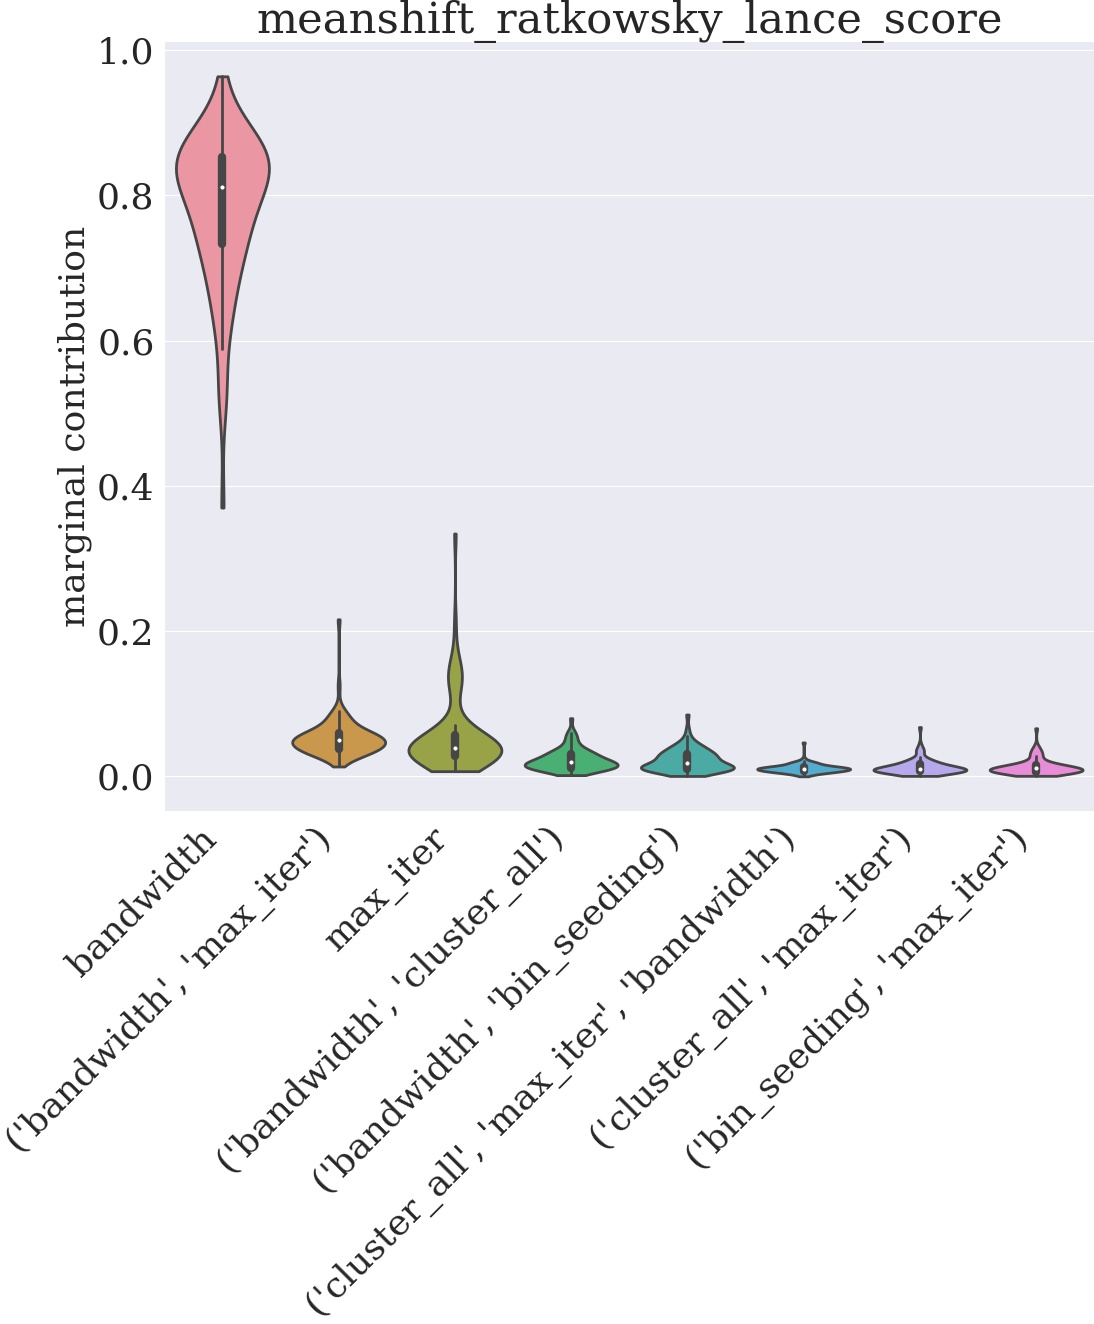 meanshift_ratkowsky_lance_score
marginal contribution
1.0
0.8
0.6
0.4
0.2
0.0
bandwidth
('bandwidth', 'max_iter')
max_iter
('bandwidth', 'cluster_all')
('bandwidth', 'bin_seeding')
('cluster_all', 'max_iter', 'bandwidth')
('cluster_all', 'max_iter')
('bin_seeding', 'max_iter')